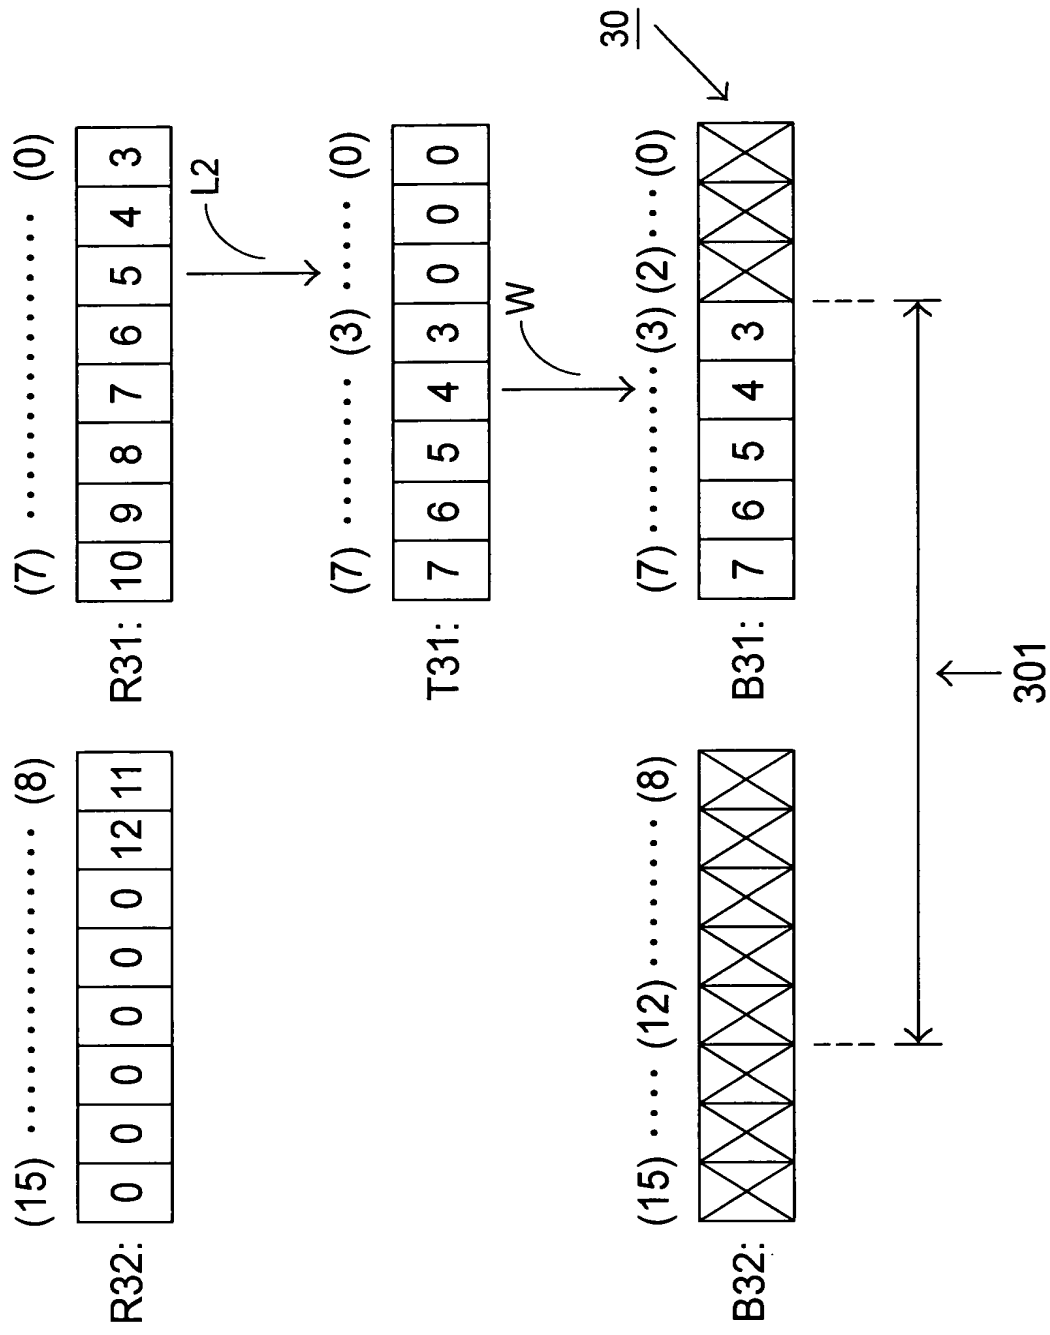 (15) ·············· (8) (7) ·············· (0)
R32: 0 0 0 0 0 0 12 11 R31: 10 9 8 7 6 5 4 3
L2
(7) ········ (3) ····· (0)
T31: 7 6 5 4 3 0 0 0
W
30
(15) ···· (12) ········ (8) (7) ········ (3) (2) ··· (0)
B32: B31: 7 6 5 4 3
301